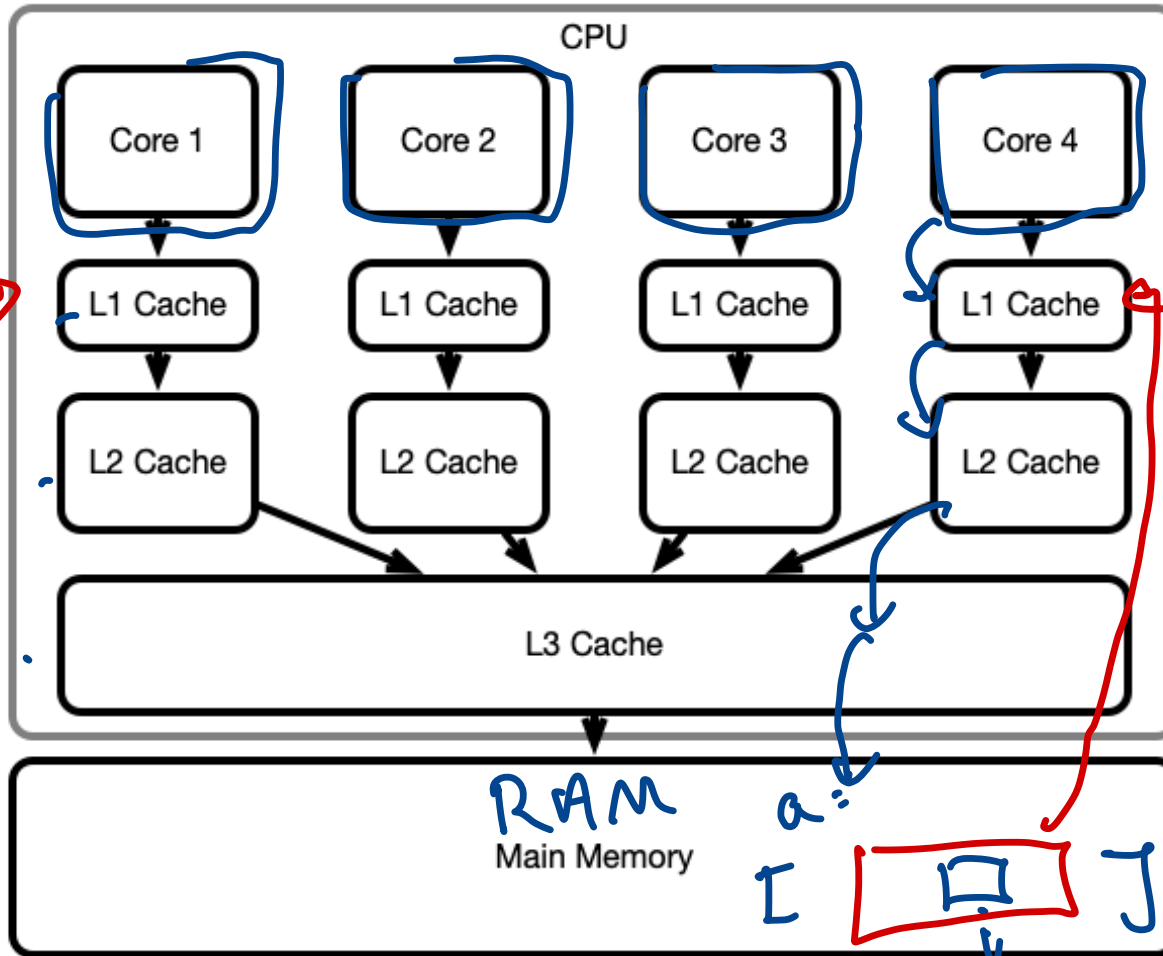 CPU
Core 1 Core 2 Core 3 Core 4
L1 Cache L1 Cache L1 Cache L1 Cache
L2 Cache L2 Cache L2 Cache L2 Cache
L3 Cache
RAM a:
Main Memory
[ ]